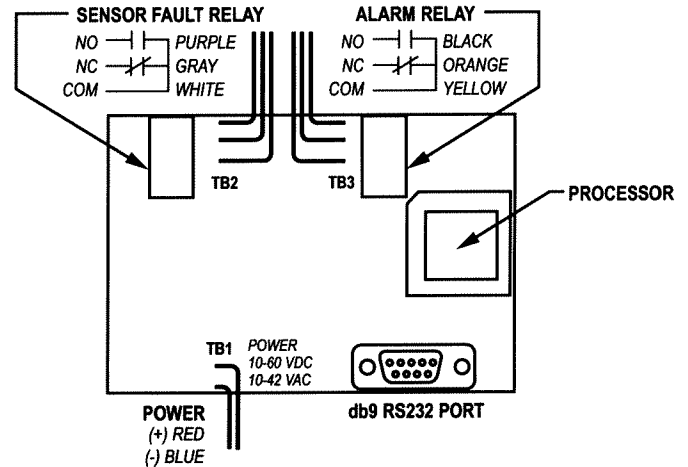 SENSOR FAULT RELAY
NO PURPLE
NC GRAY
COM WHITE
ALARM RELAY
NO BLACK
NC ORANGE
COM YELLOW
TB2
TB3
PROCESSOR
TB1
POWER
10-60 VDC
10-42 VAC
POWER
(+) RED
(-) BLUE
db9 RS232 PORT